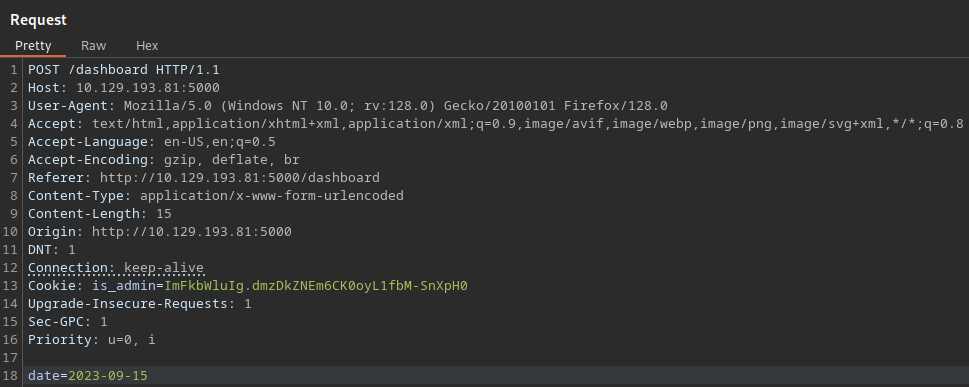 Request
Pretty Raw Hex
1 POST /dashboard HTTP/1.1
2 Host: 10.129.193.81:5000
3 User-Agent: Mozilla/5.0 (Windows NT 10.0; rv:128.0) Gecko/20100101 Firefox/128.0
4 Accept: text/html,application/xhtml+xml,application/xml;q=0.9,image/avif,image/webp,image/png,image/svg+xml,*/*;q=0.8
5 Accept-Language: en-US,en;q=0.5
6 Accept-Encoding: gzip, deflate, br
7 Referer: http://10.129.193.81:5000/dashboard
8 Content-Type: application/x-www-form-urlencoded
9 Content-Length: 15
10 Origin: http://10.129.193.81:5000
11 DNT: 1
12 Connection: keep-alive
13 Cookie: is_admin=ImFkbWluIg.dmzDkZNEm6CK0oyL1fbM-SnXpH0
14 Upgrade-Insecure-Requests: 1
15 Sec-GPC: 1
16 Priority: u=0, i
17
18 date=2023-09-15